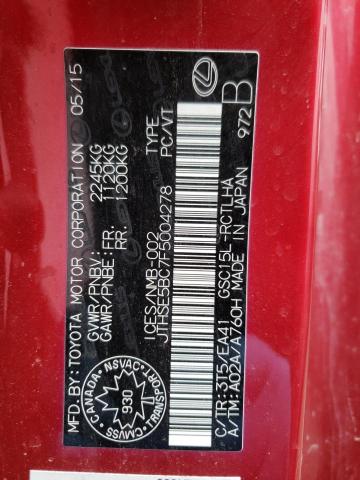 MFD.BY: TOYOTA MOTOR CORPORATION 05/15
GVWR/PNBV: 2245KG
GAWR/PNBE: FR. 1120KG
RR. 1200KG
CANADA NSVAC·
930
CMVSS TRPT
ICES/NMB-002
TYPE
JTHSE5BC7F5004278 PC/VT
C/TR: 3T5/EA41 GSC15L-RCTLHA
A/TM: A02A/A760H MADE IN JAPAN
972
B